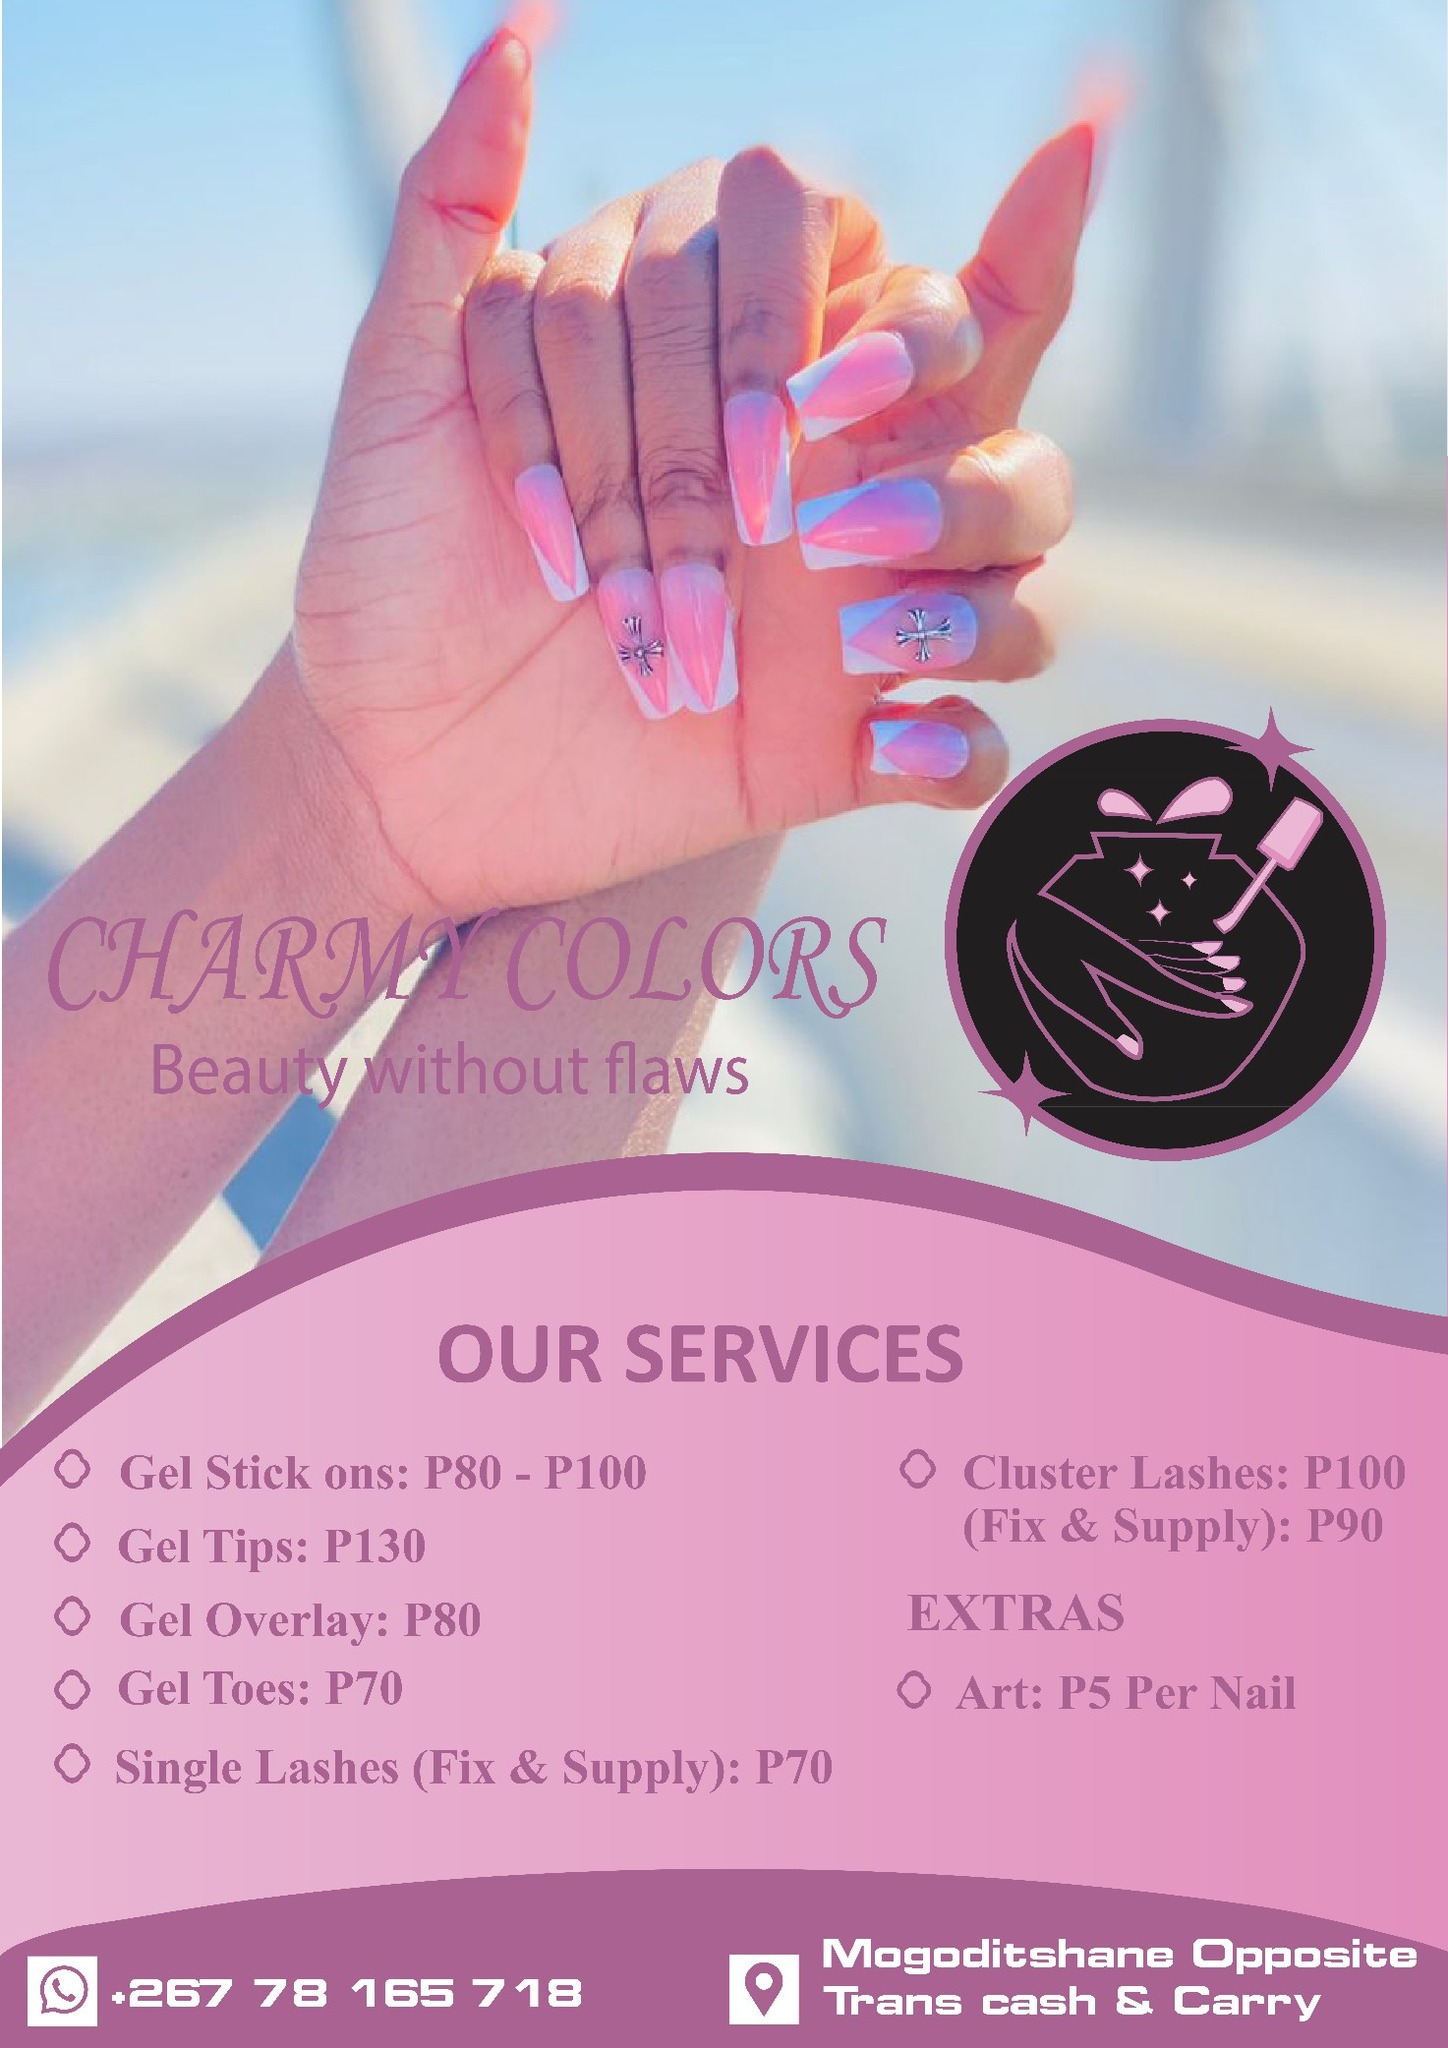 CHARMY COLORS
Beauty without flaws
OUR SERVICES
Gel Stick ons: P80 - P100
Gel Tips: P130
Gel Overlay: P80
Gel Toes: P70
Single Lashes (Fix & Supply): P70
Cluster Lashes: P100
(Fix & Supply): P90
EXTRAS
Art: P5 Per Nail
+267 78 165 718
Mogoditshane Opposite
Trans cash & Carry